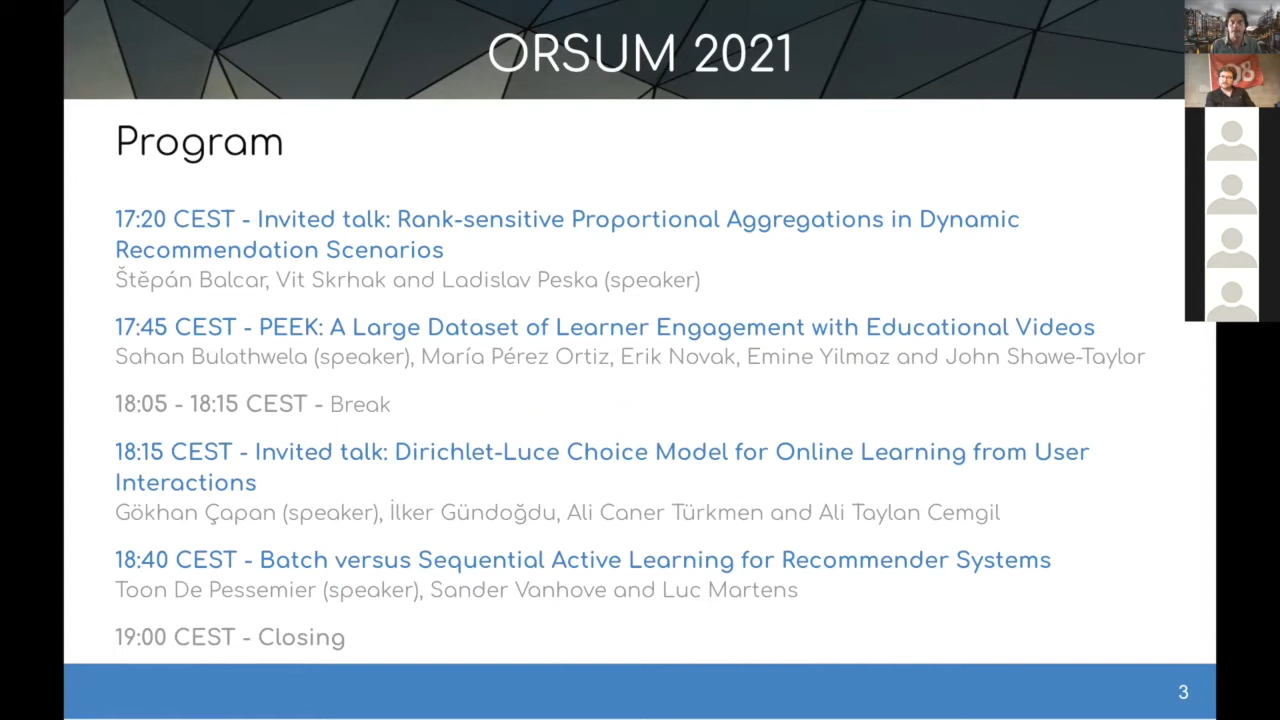 ORSUM 2021
Program
17:20 CEST - Invited talk: Rank-sensitive Proportional Aggregations in Dynamic
Recommendation Scenarios
Štěpán Balcar, Vit Skrhak and Ladislav Peska (speaker)
17:45 CEST - PEEK: A Large Dataset of Learner Engagement with Educational Videos
Sahan Bulathwela (speaker), María Pérez Ortiz, Erik Novak, Emine Yilmaz and John Shawe-Taylor
18:05 - 18:15 CEST - Break
18:15 CEST - Invited talk: Dirichlet-Luce Choice Model for Online Learning from User
Interactions
Gökhan Çapan (speaker), İlker Gündoğdu, Ali Caner Türkmen and Ali Taylan Cemgil
18:40 CEST - Batch versus Sequential Active Learning for Recommender Systems
Toon De Pessemier (speaker), Sander Vanhove and Luc Martens
19:00 CEST - Closing
3